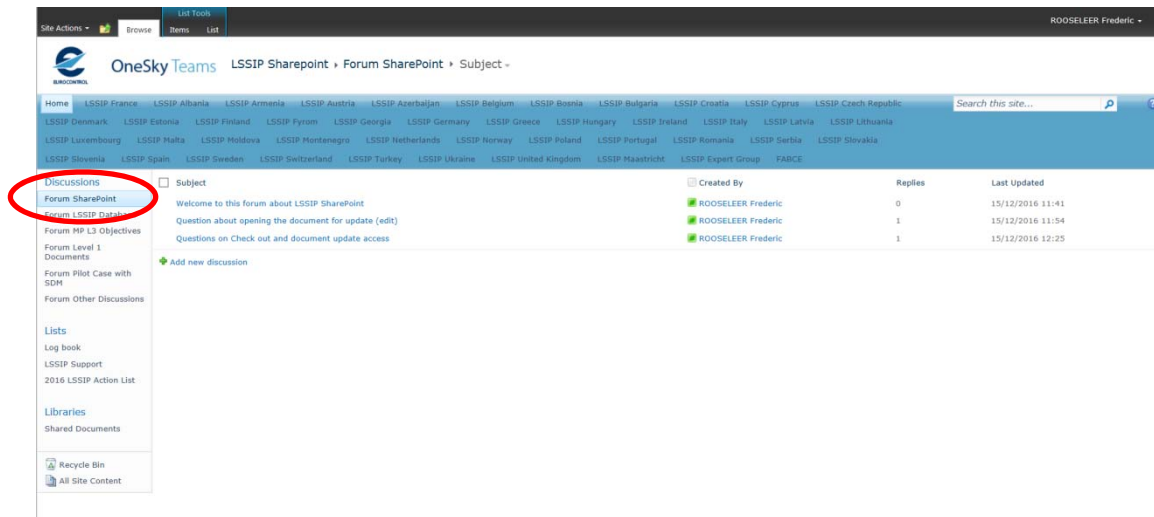 List Tools
Site Actions Browse Items List ROOSELEER Frederic
EUROCONTROL
OneSky Teams LSSIP Sharepoint Forum SharePoint Subject
Home LSSIP France LSSIP Albania LSSIP Armenia LSSIP Austria LSSIP Azerbaijan LSSIP Belgium LSSIP Bosnia LSSIP Bulgaria LSSIP Croatia LSSIP Cyprus LSSIP Czech Republic Search this site...
LSSIP Denmark LSSIP Estonia LSSIP Finland LSSIP Fyrom LSSIP Georgia LSSIP Germany LSSIP Greece LSSIP Hungary LSSIP Ireland LSSIP Italy LSSIP Latvia LSSIP Lithuania
LSSIP Luxembourg LSSIP Malta LSSIP Moldova LSSIP Montenegro LSSIP Netherlands LSSIP Norway LSSIP Poland LSSIP Portugal LSSIP Romania LSSIP Serbia LSSIP Slovakia
LSSIP Slovenia LSSIP Spain LSSIP Sweden LSSIP Switzerland LSSIP Turkey LSSIP Ukraine LSSIP United Kingdom LSSIP Maastricht LSSIP Expert Group FABCE
Discussions
Forum SharePoint
Forum LSSIP Database
Forum MP L3 Objectives
Forum Level 1
Documents
Forum Pilot Case with
SDM
Forum Other Discussions
Lists
Log book
LSSIP Support
2016 LSSIP Action List
Libraries
Shared Documents
Recycle Bin
All Site Content
Subject Created By Replies Last Updated
Welcome to this forum about LSSIP SharePoint ROOSELEER Frederic 0 15/12/2016 11:41
Question about opening the document for update (edit) ROOSELEER Frederic 1 15/12/2016 11:54
Questions on Check out and document update access ROOSELEER Frederic 1 15/12/2016 12:25
Add new discussion